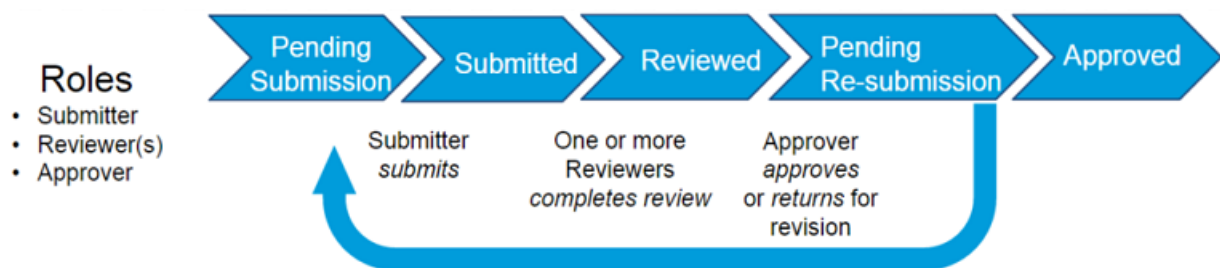 Roles
• Submitter
• Reviewer(s)
• Approver
Pending
Submission
Submitted
Reviewed
Pending
Re-submission
Approved
Submitter
submits
One or more
Reviewers
completes review
Approver
approves
or returns for
revision